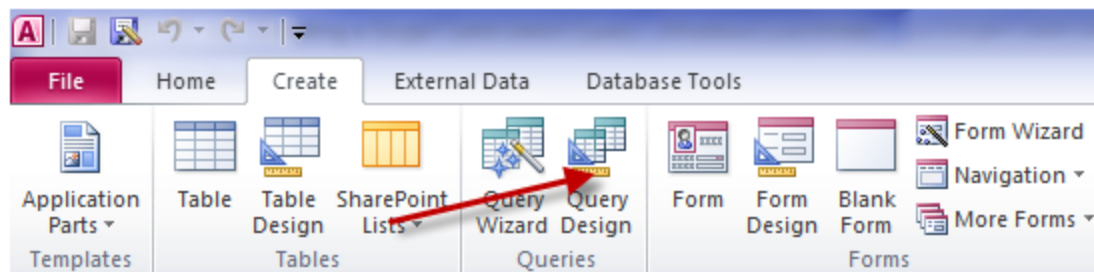 A
File Home Create External Data Database Tools
Application Parts
Table
Table Design
SharePoint Lists
Query Wizard
Query Design
Form
Form Design
Blank Form
Form Wizard
Navigation
More Forms
Templates Tables Queries Forms